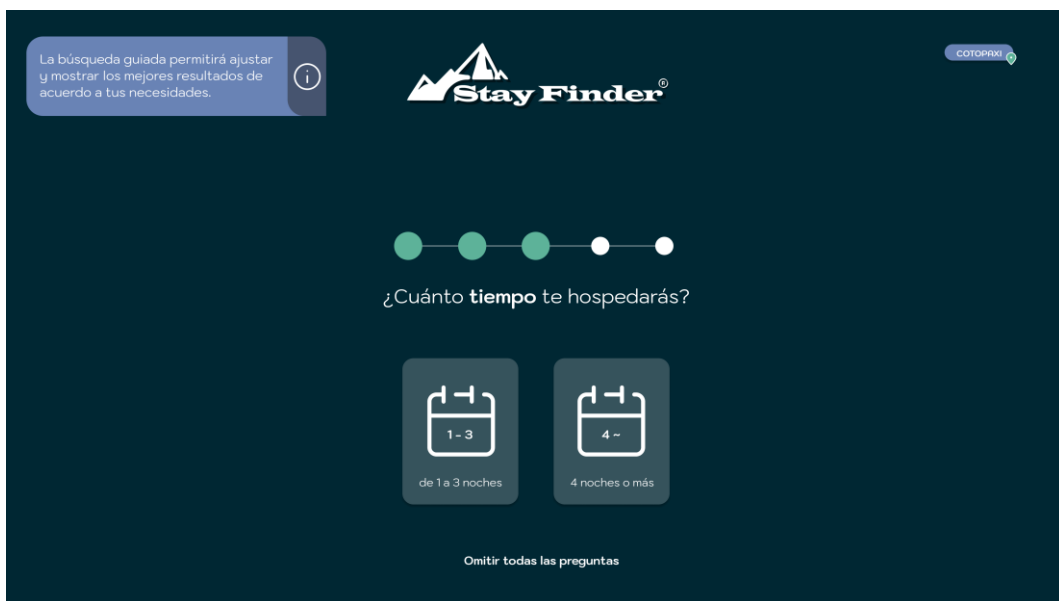 La búsqueda guiada permitirá ajustar
y mostrar los mejores resultados de
acuerdo a tus necesidades.
i
Stay Finder®
COTOPAXI
¿Cuánto tiempo te hospedarás?
1 - 3
4 ~
de 1 a 3 noches
4 noches o más
Omitir todas las preguntas